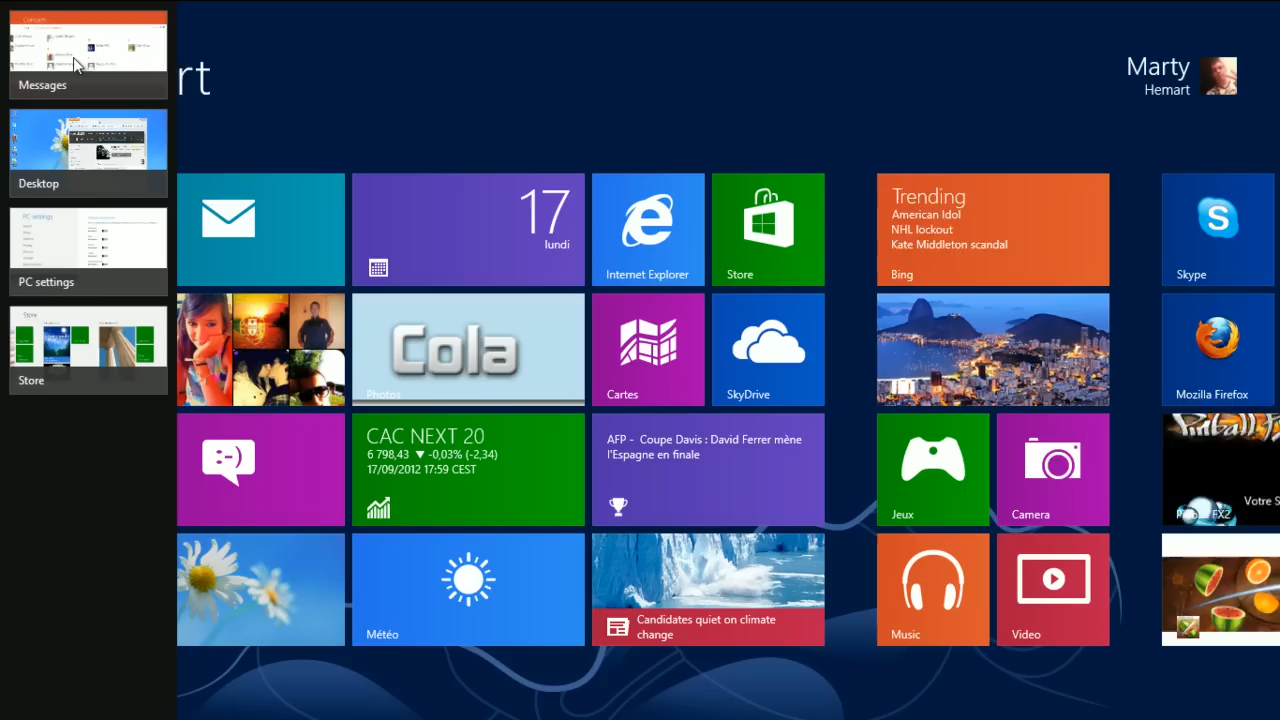 Messages
Desktop
PC settings
PC settings
Store
Store
rt
Marty
Hemart
17
lundi
Internet Explorer
Store
Trending
American Idol
NHL lockout
Kate Middleton scandal
Bing
Skype
Cola
Photos
Cartes
SkyDrive
Mozilla Firefox
CAC NEXT 20
6 798,43 ▼ -0,03% (-2,34)
17/09/2012 17:59 CEST
AFP - Coupe Davis : David Ferrer mène
l'Espagne en finale
Jeux
Camera
Votre S
FX2
Météo
Candidates quiet on climate
change
Music
Video